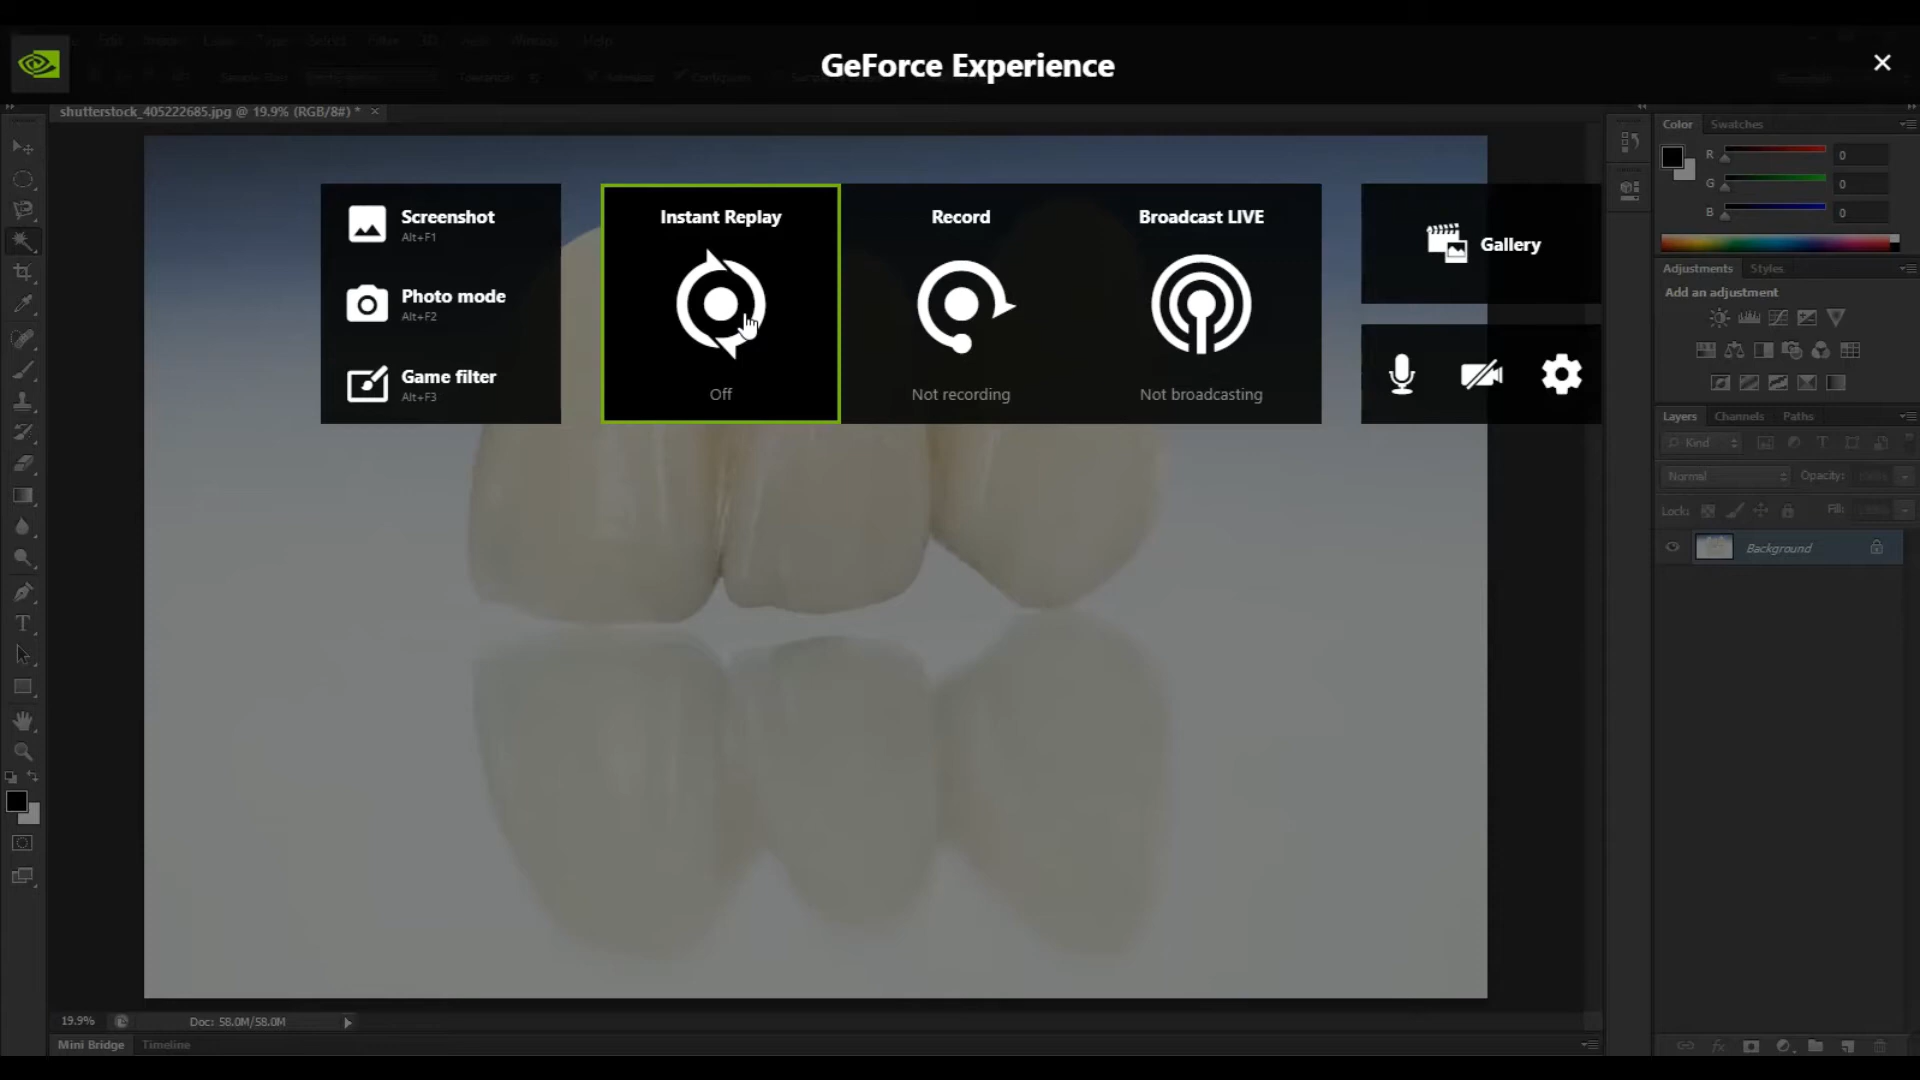 GeForce Experience
shutterstock_405222685.jpg @ 19.9% (RGB/8#) *
Screenshot
Alt+F1
Photo mode
Alt+F2
Game filter
Alt+F3
Instant Replay
Off
Record
Not recording
Broadcast LIVE
Not broadcasting
Gallery
Color Swatches
R 0
G 0
B 0
Adjustments Styles
Add an adjustment
Layers Channels Paths
Kind
Normal Opacity:
Lock: Fill:
Background
19.9% Doc: 58.0M/58.0M
Mini Bridge Timeline